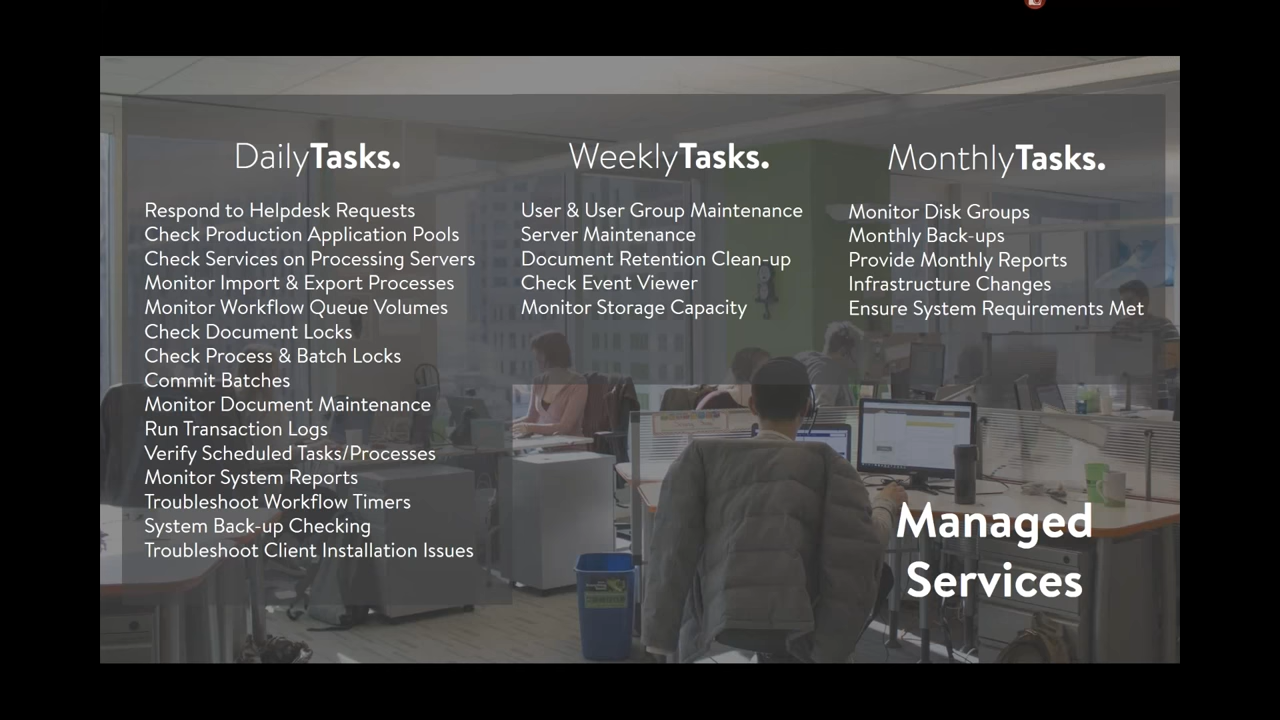 DailyTasks.
Respond to Helpdesk Requests
Check Production Application Pools
Check Services on Processing Servers
Monitor Import & Export Processes
Monitor Workflow Queue Volumes
Check Document Locks
Check Process & Batch Locks
Commit Batches
Monitor Document Maintenance
Run Transaction Logs
Verify Scheduled Tasks/Processes
Monitor System Reports
Troubleshoot Workflow Timers
System Back-up Checking
Troubleshoot Client Installation Issues
WeeklyTasks.
User & User Group Maintenance
Server Maintenance
Document Retention Clean-up
Check Event Viewer
Monitor Storage Capacity
MonthlyTasks.
Monitor Disk Groups
Monthly Back-ups
Provide Monthly Reports
Infrastructure Changes
Ensure System Requirements Met
Managed
Services